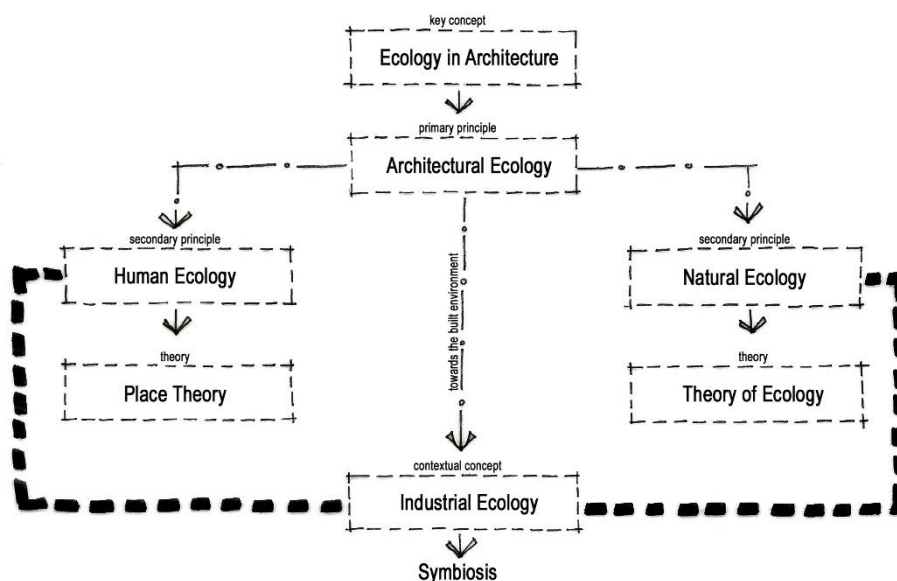 key concept
Ecology in Architecture
primary principle
Architectural Ecology
secondary principle
Human Ecology
secondary principle
Natural Ecology
towards the built environment
theory
Place Theory
theory
Theory of Ecology
contextual concept
Industrial Ecology
Symbiosis